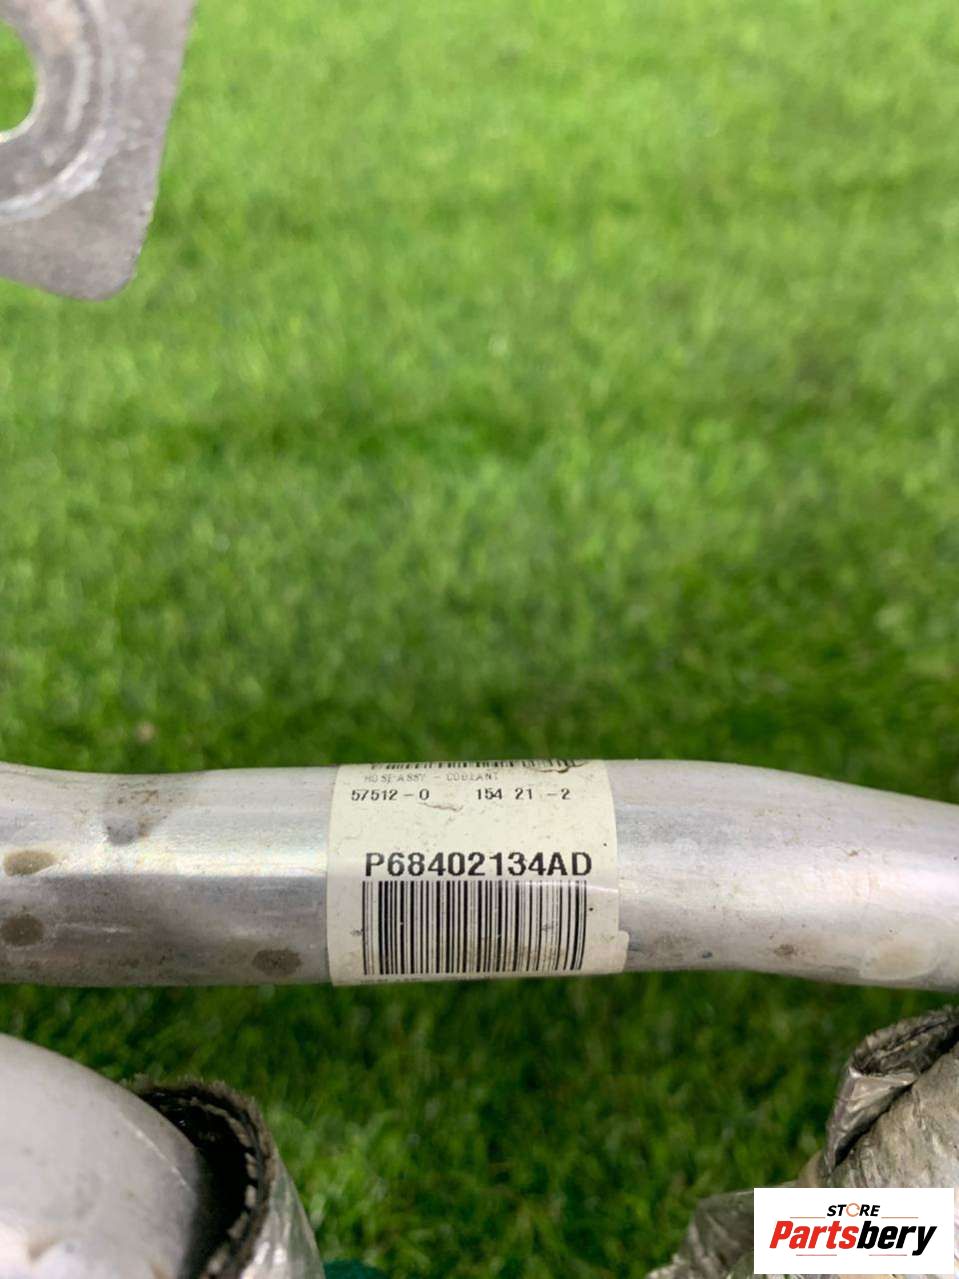 HOSE ASSY - COOLANT
57512-0 154 21 -2
P68402134AD
STORE
Partsbery